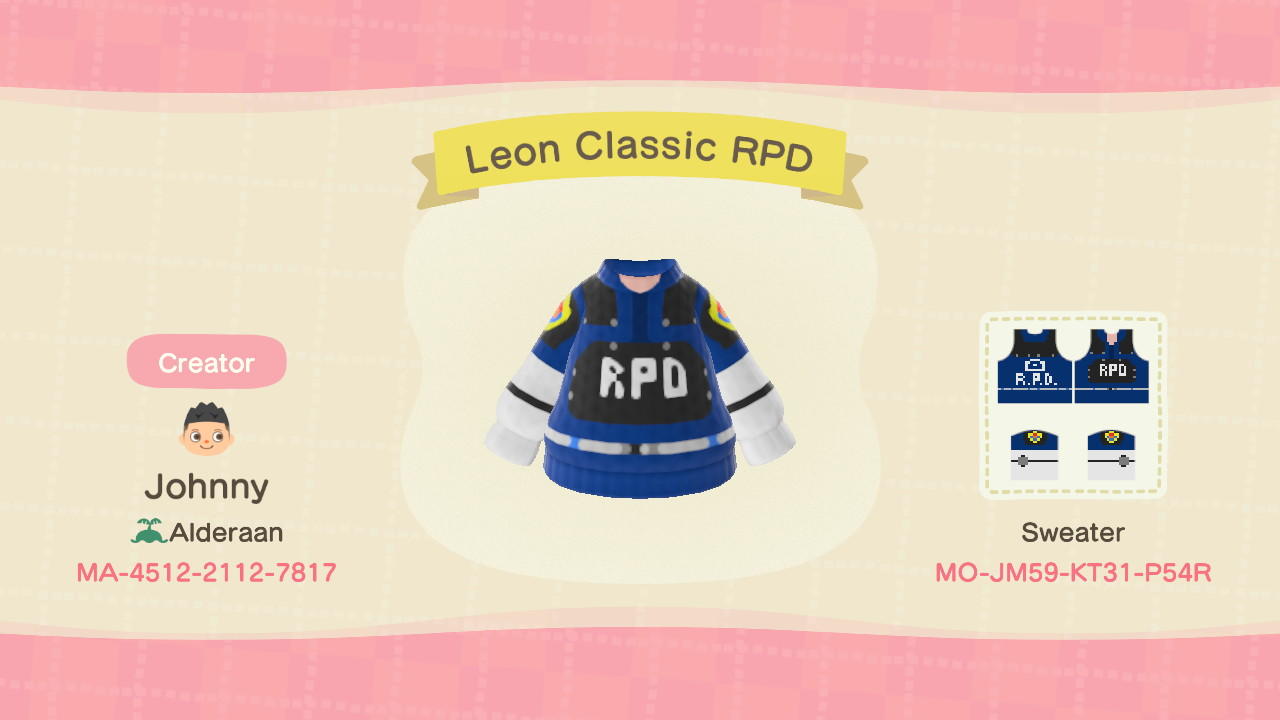 Leon Classic RPD
RPD
Creator
Johnny
Alderaan
MA-4512-2112-7817
R.P.D.
RPD
Sweater
MO-JM59-KT31-P54R